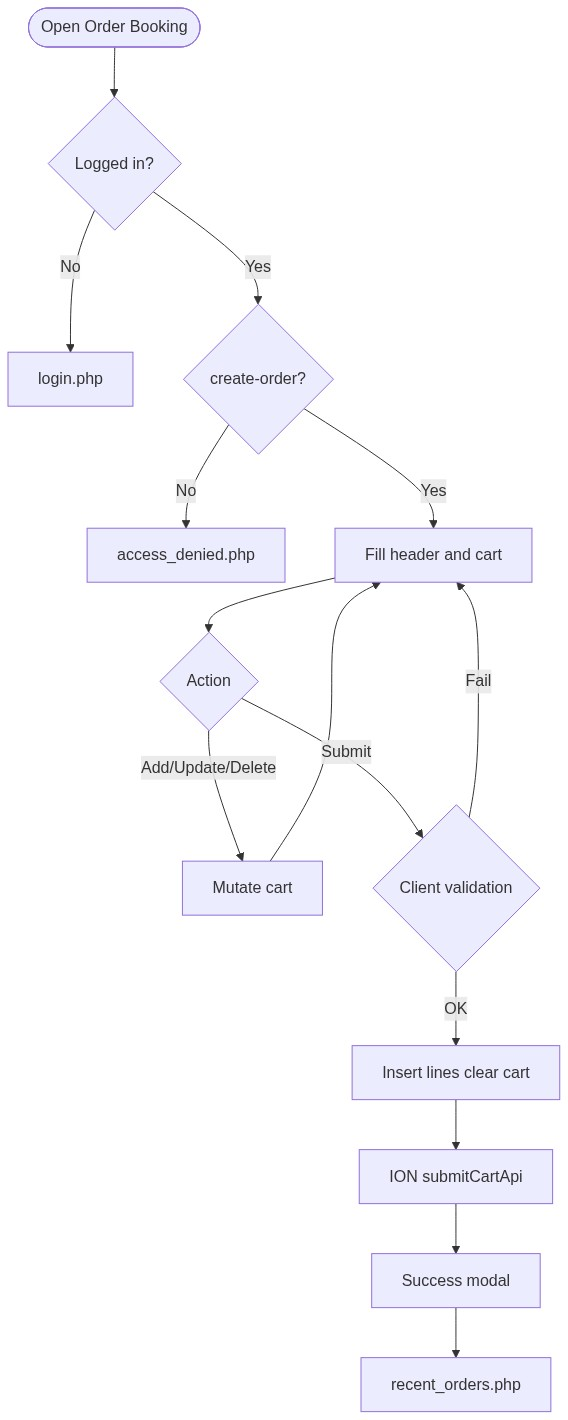 Open Order Booking
Logged in?
No
Yes
login.php
create-order?
No
Yes
access_denied.php
Fill header and cart
Action
Fail
Submit
Add/Update/Delete
Mutate cart
Client validation
OK
Insert lines clear cart
ION submitCartApi
Success modal
recent_orders.php